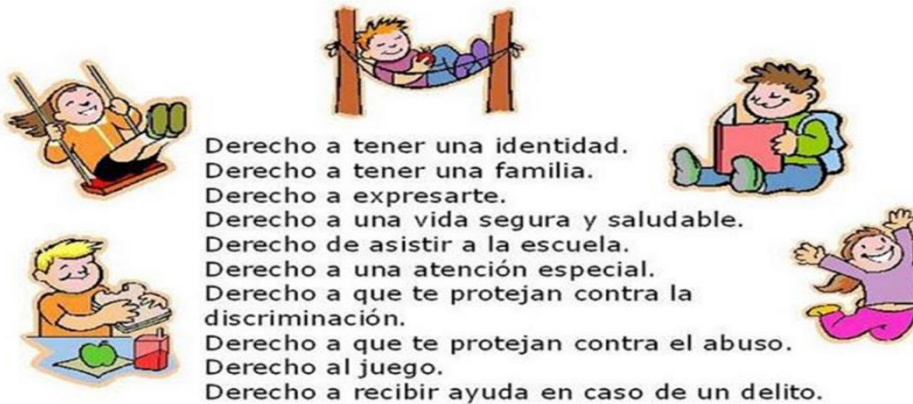 Derecho a tener una identidad.
Derecho a tener una familia.
Derecho a expresarte.
Derecho a una vida segura y saludable.
Derecho de asistir a la escuela.
Derecho a una atención especial.
Derecho a que te protejan contra la
discriminación.
Derecho a que te protejan contra el abuso.
Derecho al juego.
Derecho a recibir ayuda en caso de un delito.